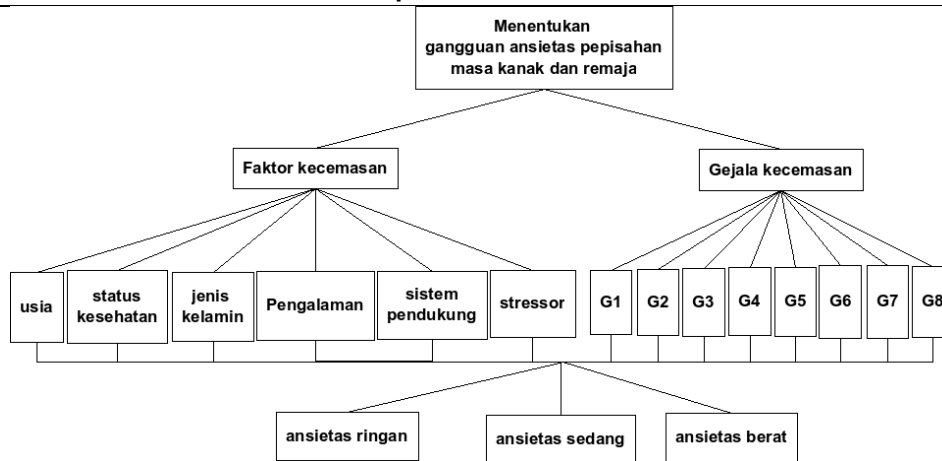 Menentukan
gangguan ansietas pepisahan
masa kanak dan remaja
Faktor kecemasan
Gejala kecemasan
usia
status
kesehatan
jenis
kelamin
Pengalaman
sistem
pendukung
stressor
G1
G2
G3
G4
G5
G6
G7
G8
ansietas ringan
ansietas sedang
ansietas berat